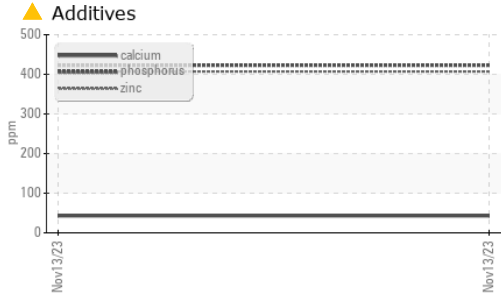 Additives
500
400
300
200
100
0
ppm
calcium
phosphorus
zinc
Nov13/23
Nov13/23